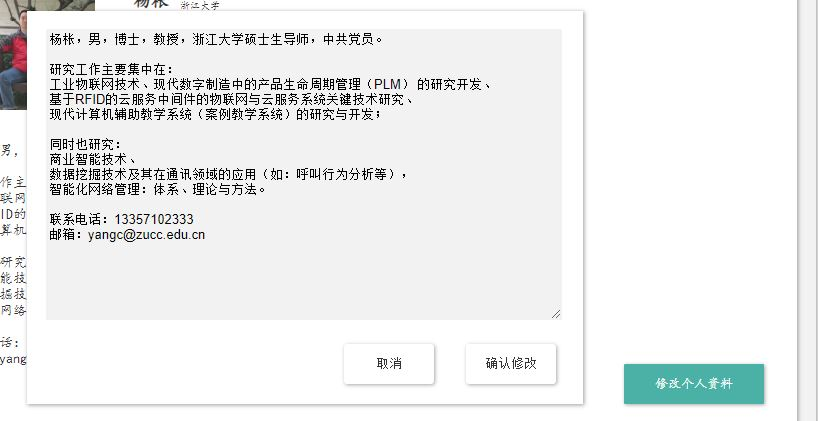 杨枨 浙江大学
杨枨，男，博士，教授，浙江大学硕士生导师，中共党员。
研究工作主要集中在：
工业物联网技术、现代数字制造中的产品生命周期管理（PLM） 的研究开发、
基于RFID的云服务中间件的物联网与云服务系统关键技术研究、
现代计算机辅助教学系统（案例教学系统）的研究与开发；
同时也研究：
商业智能技术、
数据挖掘技术及其在通讯领域的应用（如：呼叫行为分析等），
智能化网络管理：体系、理论与方法。
联系电话：13357102333
邮箱：yangc@zucc.edu.cn
男，
作主
联网
ID的
算机
研究
能技
掘技
网络
话：
yang
取消
确认修改
修改个人资料